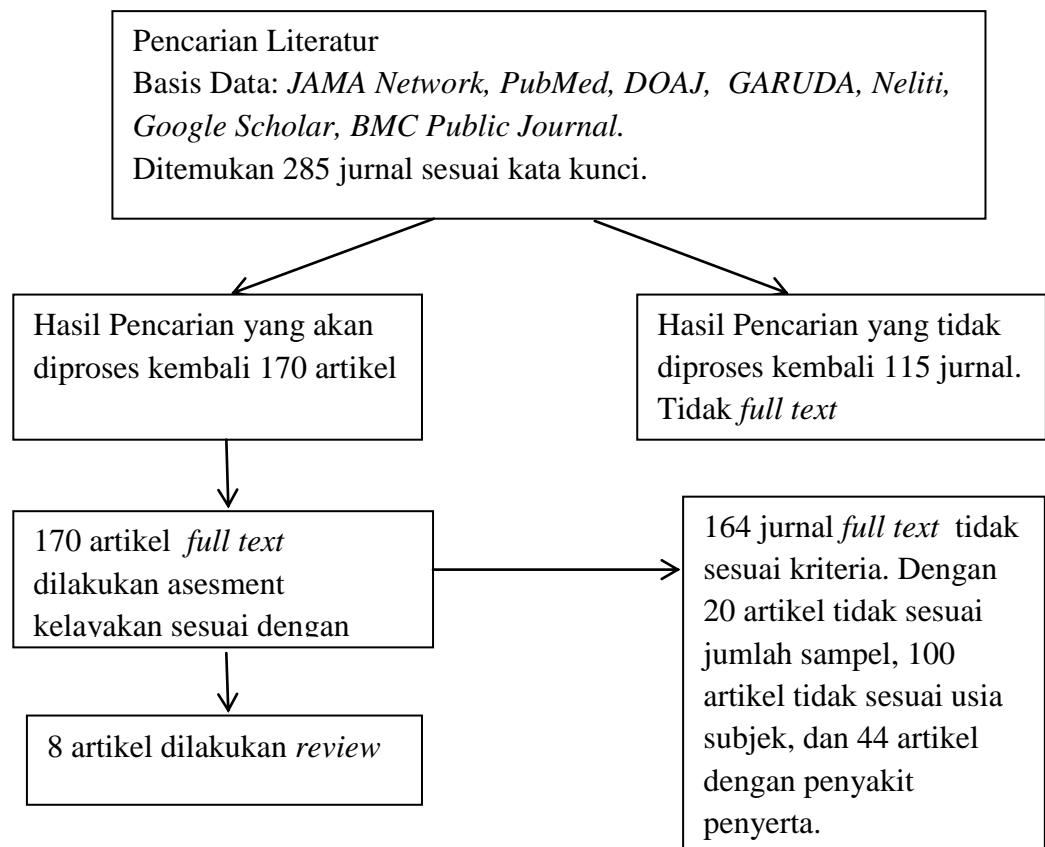 Pencarian Literatur
Basis Data: JAMA Network, PubMed, DOAJ, GARUDA, Neliti,
Google Scholar, BMC Public Journal.
Ditemukan 285 jurnal sesuai kata kunci.
Hasil Pencarian yang akan
diproses kembali 170 artikel
Hasil Pencarian yang tidak
diproses kembali 115 jurnal.
Tidak full text
170 artikel full text
dilakukan asesment
kelayakan sesuai dengan
164 jurnal full text tidak
sesuai kriteria. Dengan
20 artikel tidak sesuai
jumlah sampel, 100
artikel tidak sesuai usia
subjek, dan 44 artikel
dengan penyakit
penyerta.
8 artikel dilakukan review